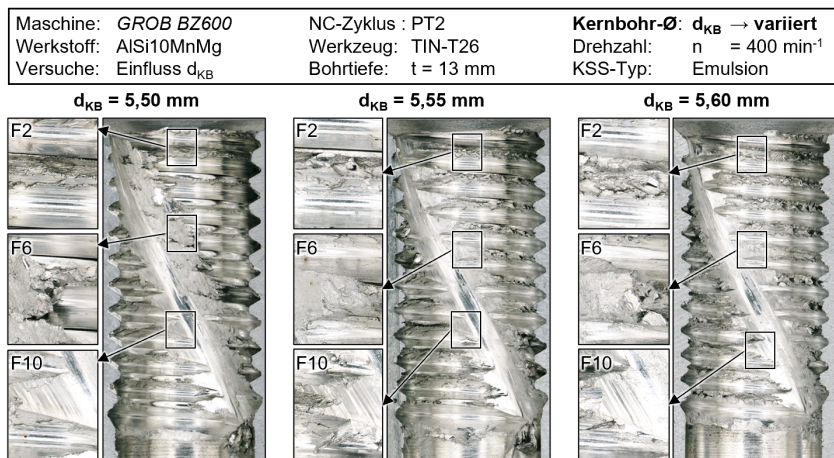 Maschine: GROB BZ600 NC-Zyklus : PT2 Kernbohr-Ø: dKB → variiert
Werkstoff: AlSi10MnMg Werkzeug: TIN-T26 Drehzahl: n = 400 min-1
Versuche: Einfluss dKB Bohrtiefe: t = 13 mm KSS-Typ: Emulsion
dKB = 5,50 mm dKB = 5,55 mm dKB = 5,60 mm
F2 F2 F2
F6 F6 F6
F10 F10 F10